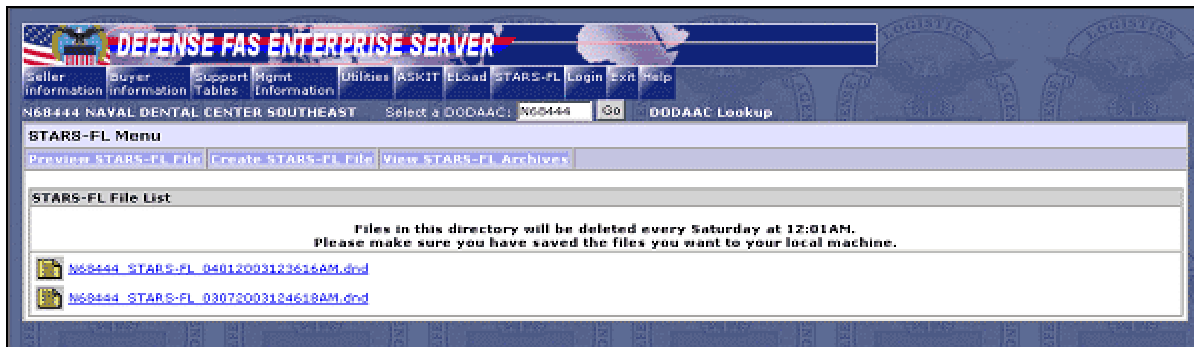 DEFENSE FAS ENTERPRISE SERVER
Seller Information Buyer Information Support Tables Mgmt Information Utilities ASKIT ELoad STARS-FL Login Exit Help
N68444 NAVAL DENTAL CENTER SOUTHEAST Select a DODAAC: N68444 Go DODAAC Lookup
STARS-FL Menu
Preview STARS-FL File Create STARS-FL File View STARS-FL Archives
STARS-FL File List
Files in this directory will be deleted every Saturday at 12:01AM.
Please make sure you have saved the files you want to your local machine.
N68444_STARS-FL_04012003123616AM.dnd
N68444_STARS-FL_03072003124618AM.dnd